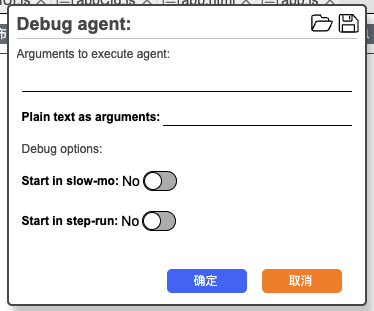 Debug agent:
Arguments to execute agent:
Plain text as arguments:
Debug options:
Start in slow-mo: No
Start in step-run: No
确定 取消